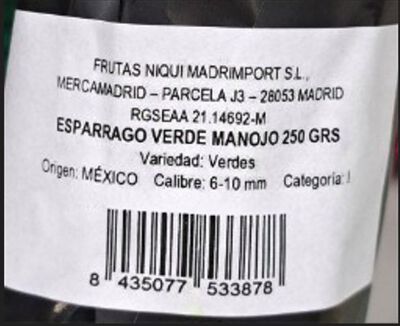 FRUTAS NIQUI MADRIMPORT S.L.,
MERCAMADRID – PARCELA J3 – 28053 MADRID
RGSEAA 21.14692-M
ESPARRAGO VERDE MANOJO 250 GRS
Variedad: Verdes
Origen: MÉXICO Calibre: 6-10 mm Categoría: I
8 435077 533878